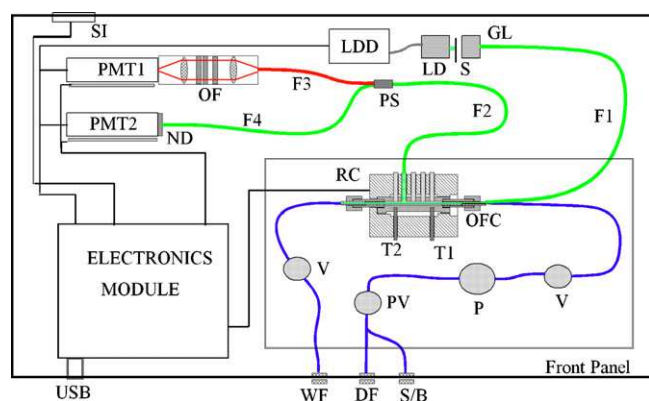 SI
LDD
LD
S
GL
PMT1
OF
F3
PS
F1
PMT2
ND
F4
F2
RC
OFC
T2
T1
V
ELECTRONICS
MODULE
PV
P
V
Front Panel
USB
WF
DF
S/B